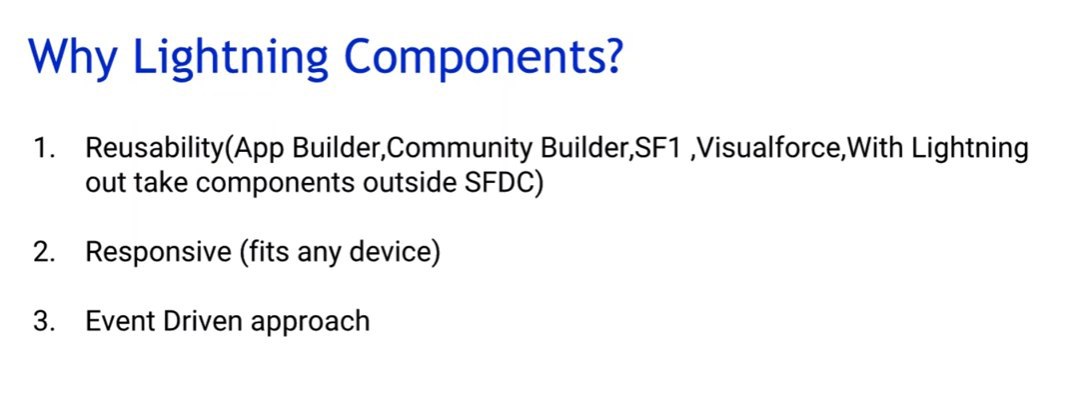 Why Lightning Components?
1. Reusability(App Builder,Community Builder,SF1 ,Visualforce,With Lightning
out take components outside SFDC)
2. Responsive (fits any device)
3. Event Driven approach